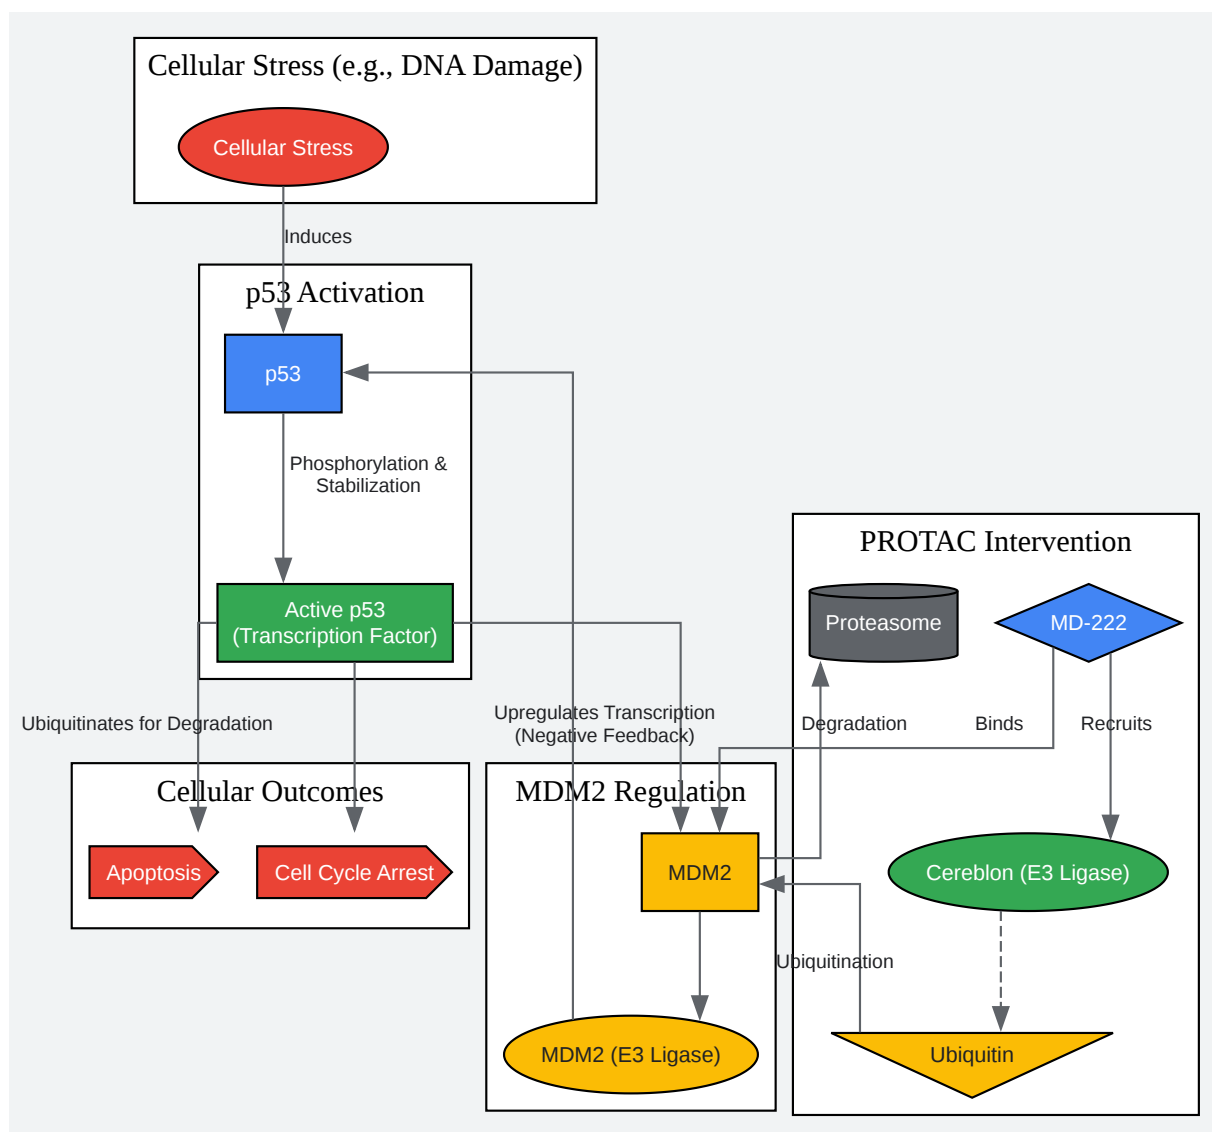 Cellular Stress (e.g., DNA Damage)
Cellular Stress
Induces
p53 Activation
p53
Phosphorylation &
Stabilization
Active p53
(Transcription Factor)
PROTAC Intervention
Proteasome
MD-222
Ubiquitinates for Degradation
Upregulates Transcription
(Negative Feedback)
Degradation
Binds
Recruits
Cellular Outcomes
Apoptosis
Cell Cycle Arrest
MDM2 Regulation
MDM2
Cereblon (E3 Ligase)
Ubiquitination
MDM2 (E3 Ligase)
Ubiquitin